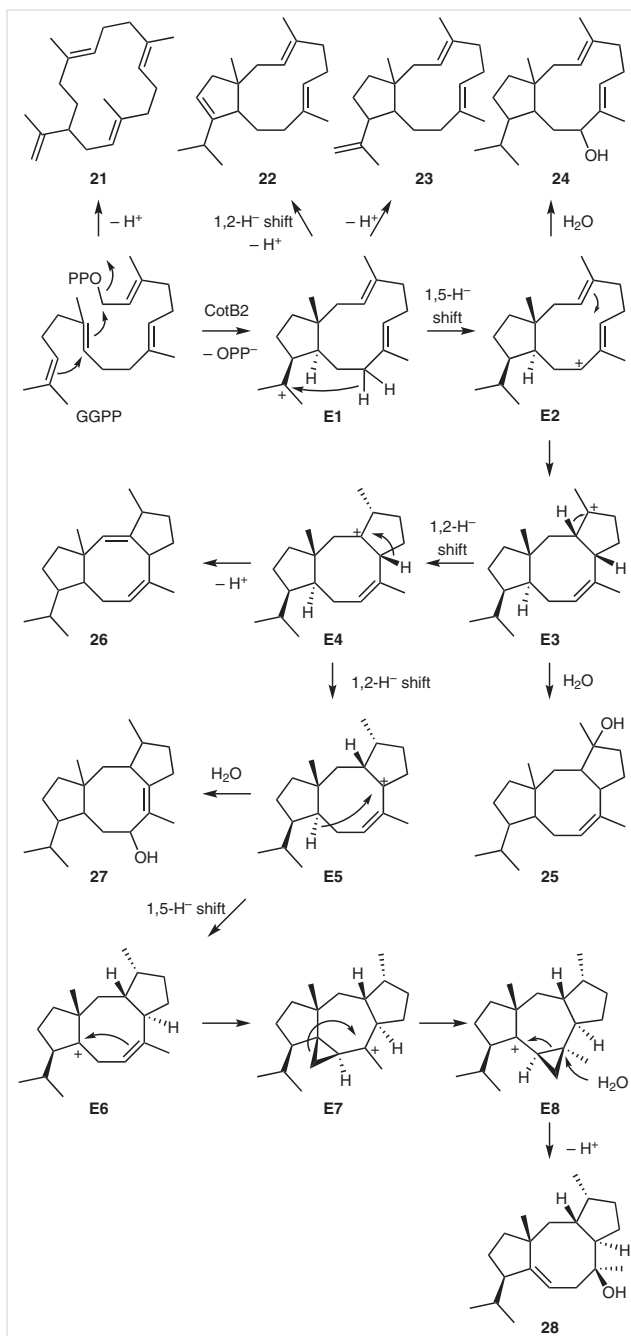 21
22
23
24
– H⁺
1,2-H⁻ shift
– H⁺
– H⁺
H₂O
PPO
CotB2
– OPP⁻
1,5-H⁻
shift
GGPP
H
+
H
H
E1
H
+
E2
H
+
H
H
+
H
H
1,2-H⁻
shift
– H⁺
26
E4
E3
1,2-H⁻ shift
H₂O
OH
H
+
H
H₂O
OH
27
E5
25
1,5-H⁻ shift
H
H
+
H
H
+
H
H
H
+
H
H₂O
E6
E7
E8
– H⁺
H
H
OH
28